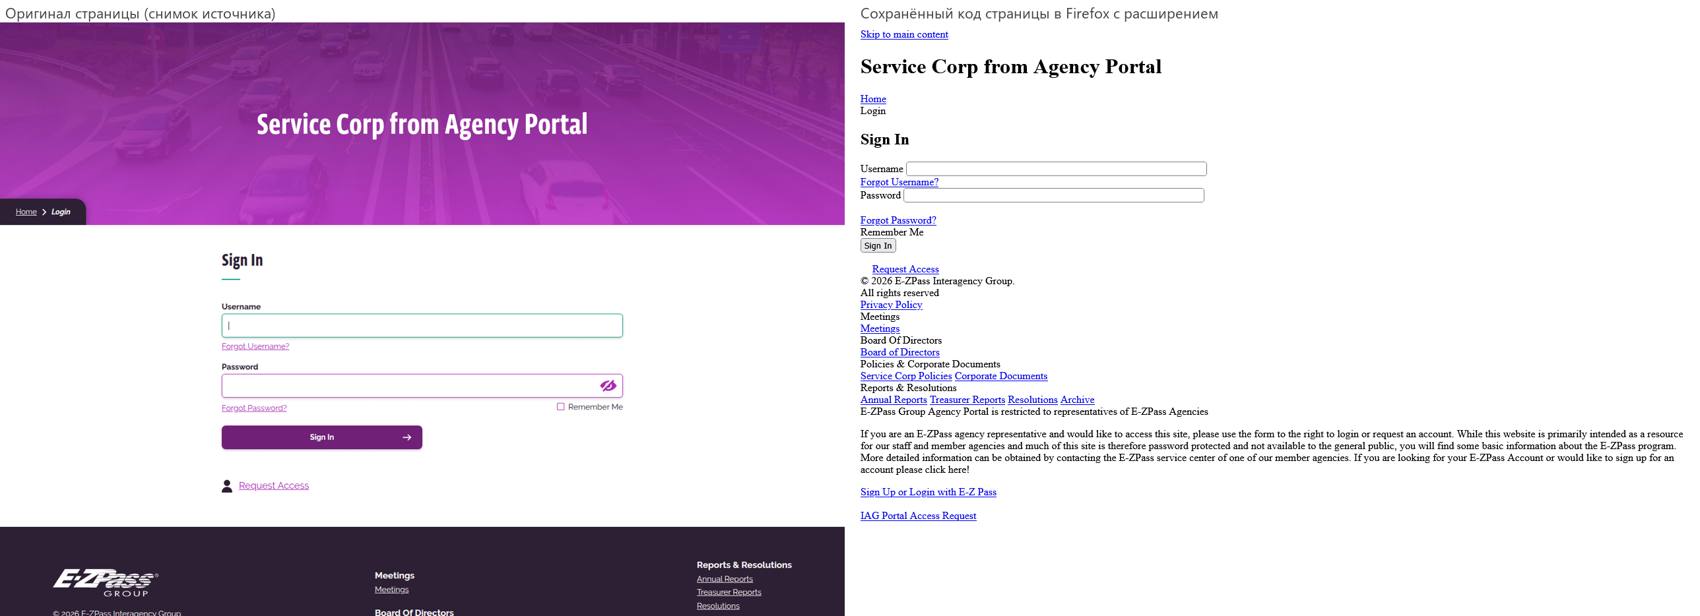 Оригинал страницы (снимок источника)
Service Corp from Agency Portal
Home > Login
Sign In
Username
Forgot Username?
Password
Forgot Password?
Remember Me
Sign In →
Request Access
E-ZPass®
GROUP
© 2026 E-ZPass Interagency Group.
Meetings
Meetings
Board Of Directors
Reports & Resolutions
Annual Reports
Treasurer Reports
Resolutions
Сохранённый код страницы в Firefox с расширением
Skip to main content
Service Corp from Agency Portal
Home
Login
Sign In
Username
Forgot Username?
Password
Forgot Password?
Remember Me
Sign In
Request Access
© 2026 E-ZPass Interagency Group.
All rights reserved
Privacy Policy
Meetings
Meetings
Board Of Directors
Board of Directors
Policies & Corporate Documents
Service Corp Policies Corporate Documents
Reports & Resolutions
Annual Reports Treasurer Reports Resolutions Archive
E-ZPass Group Agency Portal is restricted to representatives of E-ZPass Agencies
If you are an E-ZPass agency representative and would like to access this site, please use the form to the right to login or request an account. While this website is primarily intended as a resource
for our staff and member agencies and much of this site is therefore password protected and not available to the general public, you will find some basic information about the E-ZPass program.
More detailed information can be obtained by contacting the E-ZPass service center of one of our member agencies. If you are looking for your E-ZPass Account or would like to sign up for an
account please click here!
Sign Up or Login with E-Z Pass
IAG Portal Access Request